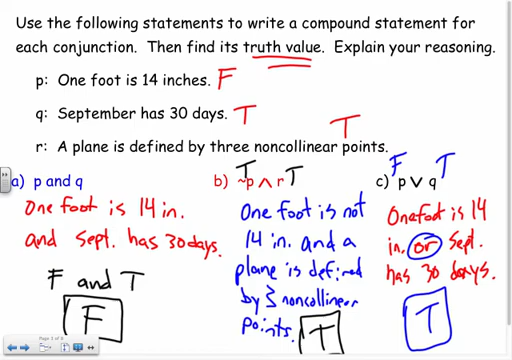 Use the following statements to write a compound statement for
each conjunction. Then find its truth value. Explain your reasoning.
p: One foot is 14 inches. F
q: September has 30 days. T
T
r: A plane is defined by three noncollinear points.
a) p and q
One foot is 14 in.
and Sept. has 30 days.
F and T
F
T T
b) ~p ∧ r
One foot is not
14 in. and a
plane is defined
by 3 noncollinear
points.
T
F T
c) p ∨ q
One foot is 14
in. or Sept.
has 30 days.
T